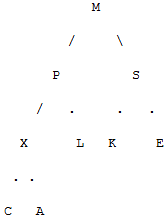 M
/ \
P S
/ . . .
X L K E
. .
C A